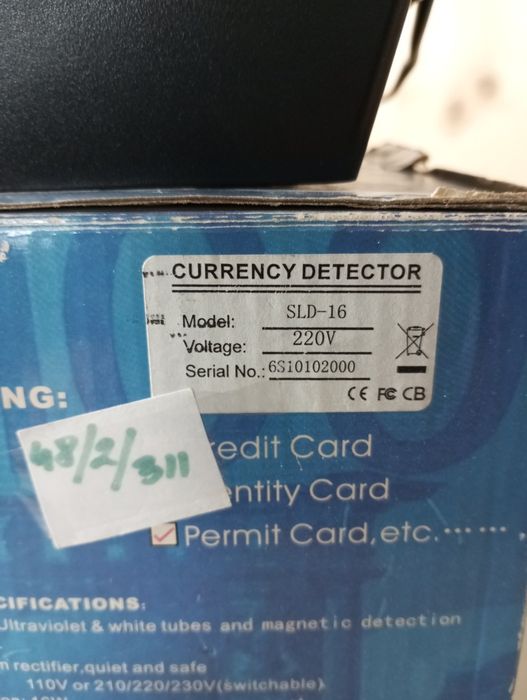 CURRENCY DETECTOR
Model: SLD-16
Voltage: 220V
Serial No.: 6S10102000
CE FC CB
NG:
48/2/311
redit Card
entity Card
Permit Card, etc. ⋯⋯,
CIFICATIONS:
Ultraviolet & white tubes and magnetic detection
n rectifier,quiet and safe
110V or 210/220/230V(switchable)